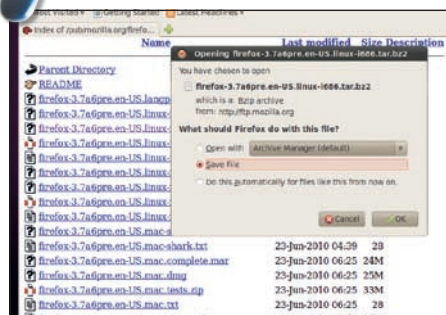 Most Visited Getting Started Latest Headlines
Index of /pub/mozilla.org/firefo...
Name Last modified Size Description
Parent Directory
README
firefox-3.7a6pre.en-US.langp
firefox-3.7a6pre.en-US.linux-
firefox-3.7a6pre.en-US.linux-
firefox-3.7a6pre.en-US.linux-
firefox-3.7a6pre.en-US.linux-
firefox-3.7a6pre.en-US.linux-
firefox-3.7a6pre.en-US.linux-
firefox-3.7a6pre.en-US.linux-
firefox-3.7a6pre.en-US.mac-s
firefox-3.7a6pre.en-US.mac-shark.txt 23-Jun-2010 04:39 28
firefox-3.7a6pre.en-US.mac.complete.mar 23-Jun-2010 06:25 24M
firefox-3.7a6pre.en-US.mac.dmg 23-Jun-2010 06:25 25M
firefox-3.7a6pre.en-US.mac.tests.zip 23-Jun-2010 06:25 33M
firefox-3.7a6pre.en-US.mac.txt 23-Jun-2010 06:25 28
Opening firefox-3.7a6pre.en-US.linux-i686.tar.bz2
You have chosen to open
firefox-3.7a6pre.en-US.linux-i686.tar.bz2
which is a: Bzip archive
from: http://ftp.mozilla.org
What should Firefox do with this file?
Open with Archive Manager (default)
Save File
Do this automatically for files like this from now on.
Cancel OK